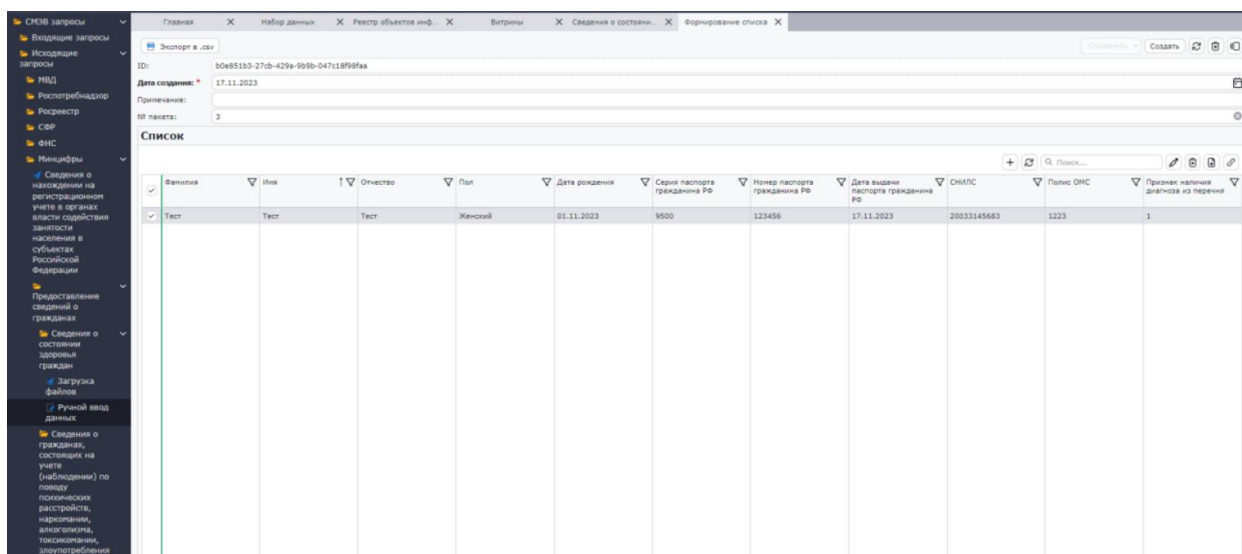 СМЭВ запросы
Входящие запросы
Исходящие
запросы
МВД
Роспотребнадзор
Росреестр
СФР
ФНС
Минцифры
Сведения о
нахождении на
регистрационном
учете в органах
власти содействия
занятости
населения в
субъектах
Российской
Федерации
Предоставление
сведений о
гражданах
Сведения о
состоянии
здоровья
граждан
Загрузка
файлов
Ручной ввод
данных
Сведения о
гражданах,
состоящих на
учете
(наблюдении) по
поводу
психических
расстройств,
наркомании,
алкоголизма,
токсикомании,
злоупотребления
Главная Набор данных Реестр объектов инф... Витрины Сведения о состояни... Формирование списка
Экспорт в .csv Сохранить Создать
ID: b0e851b3-27cb-429a-9b9b-047c18f98faa
Дата создания: * 17.11.2023
Примечание:
№ пакета: 3
Список
Поиск...
Фамилия Имя Отчество Пол Дата рождения Серия паспорта гражданина РФ Номер паспорта гражданина РФ Дата выдачи паспорта гражданина РФ СНИЛС Полис ОМС Признак наличия диагноза из перечня
Тест Тест Тест Женский 01.11.2023 9500 123456 17.11.2023 20033145683 1223 1